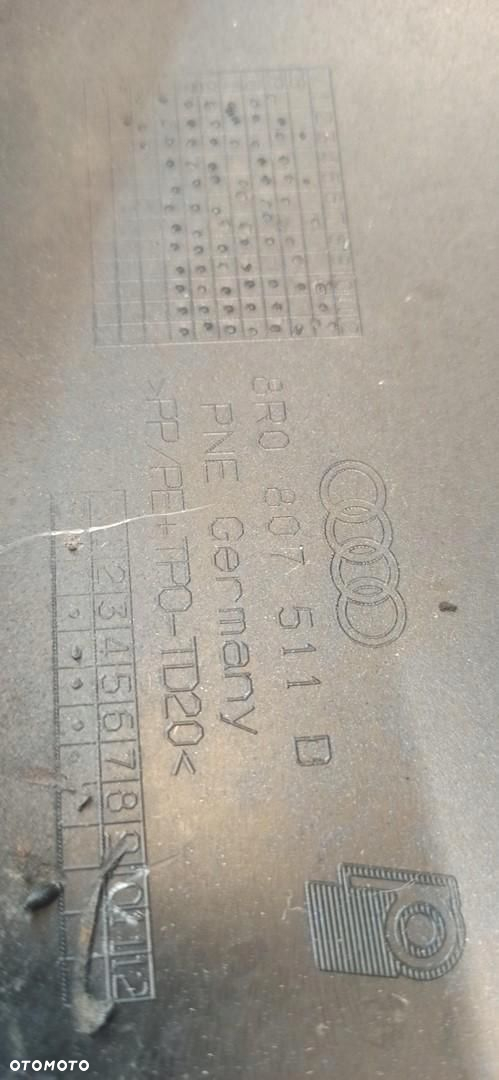 8R0 807 511 D
PNE Germany
>PP/PE+TPO-TD20<
2 3 4 5 6 7 8 9 10 11 12
OTOMOTO